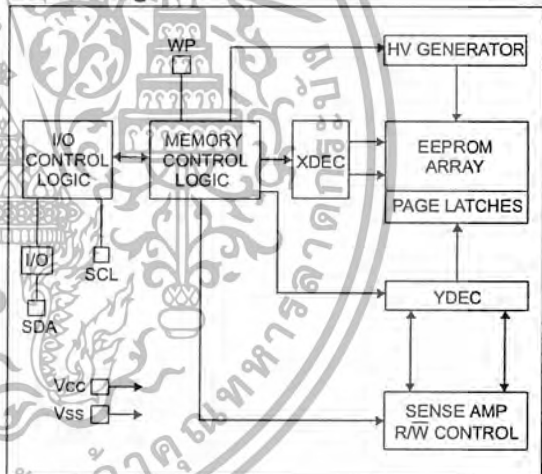 WP
HV GENERATOR
I/O
CONTROL
LOGIC
MEMORY
CONTROL
LOGIC
XDEC
EEPROM
ARRAY
PAGE LATCHES
I/O
SCL
SDA
YDEC
Vcc
Vss
SENSE AMP
R/W̅ CONTROL